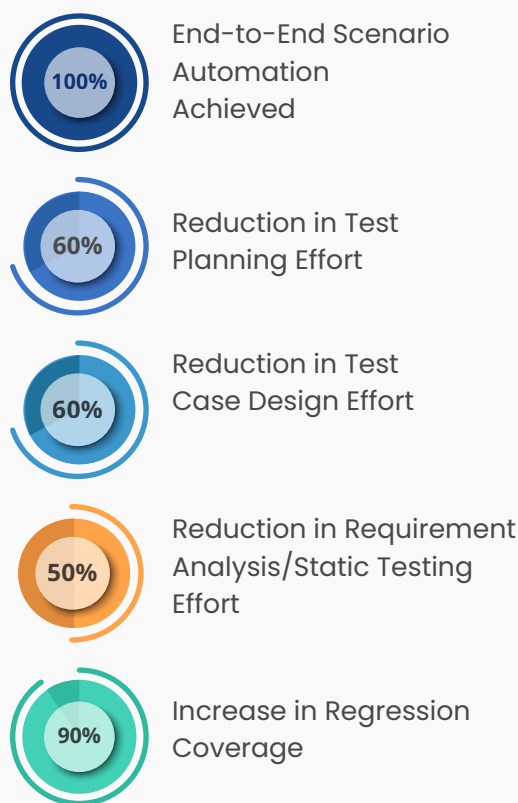 100%
End-to-End Scenario
Automation
Achieved
60%
Reduction in Test
Planning Effort
60%
Reduction in Test
Case Design Effort
50%
Reduction in Requirement
Analysis/Static Testing
Effort
90%
Increase in Regression
Coverage